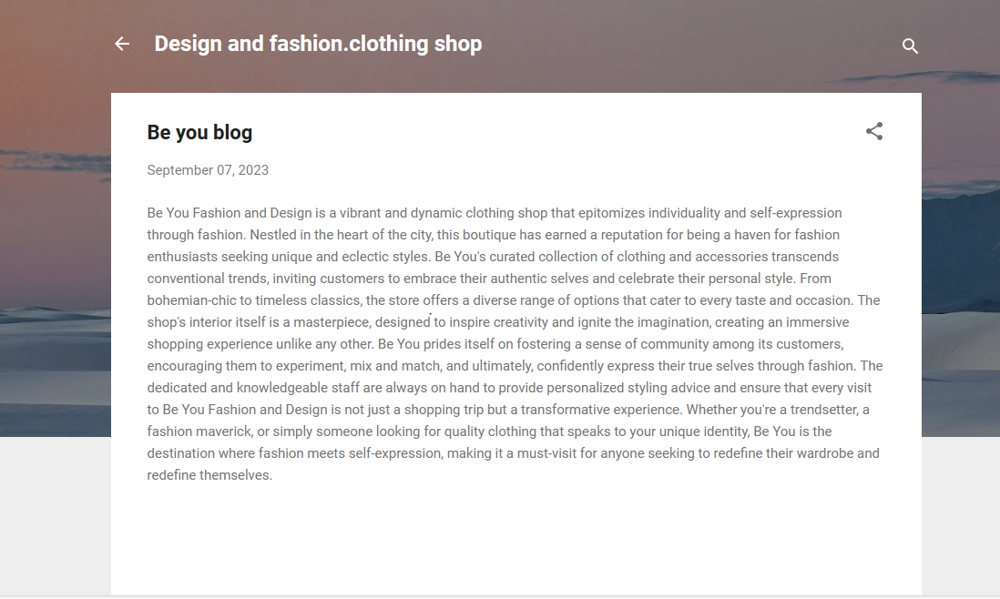 Design and fashion.clothing shop
Be you blog
September 07, 2023
Be You Fashion and Design is a vibrant and dynamic clothing shop that epitomizes individuality and self-expression
through fashion. Nestled in the heart of the city, this boutique has earned a reputation for being a haven for fashion
enthusiasts seeking unique and eclectic styles. Be You's curated collection of clothing and accessories transcends
conventional trends, inviting customers to embrace their authentic selves and celebrate their personal style. From
bohemian-chic to timeless classics, the store offers a diverse range of options that cater to every taste and occasion. The
shop's interior itself is a masterpiece, designed to inspire creativity and ignite the imagination, creating an immersive
shopping experience unlike any other. Be You prides itself on fostering a sense of community among its customers,
encouraging them to experiment, mix and match, and ultimately, confidently express their true selves through fashion. The
dedicated and knowledgeable staff are always on hand to provide personalized styling advice and ensure that every visit
to Be You Fashion and Design is not just a shopping trip but a transformative experience. Whether you're a trendsetter, a
fashion maverick, or simply someone looking for quality clothing that speaks to your unique identity, Be You is the
destination where fashion meets self-expression, making it a must-visit for anyone seeking to redefine their wardrobe and
redefine themselves.